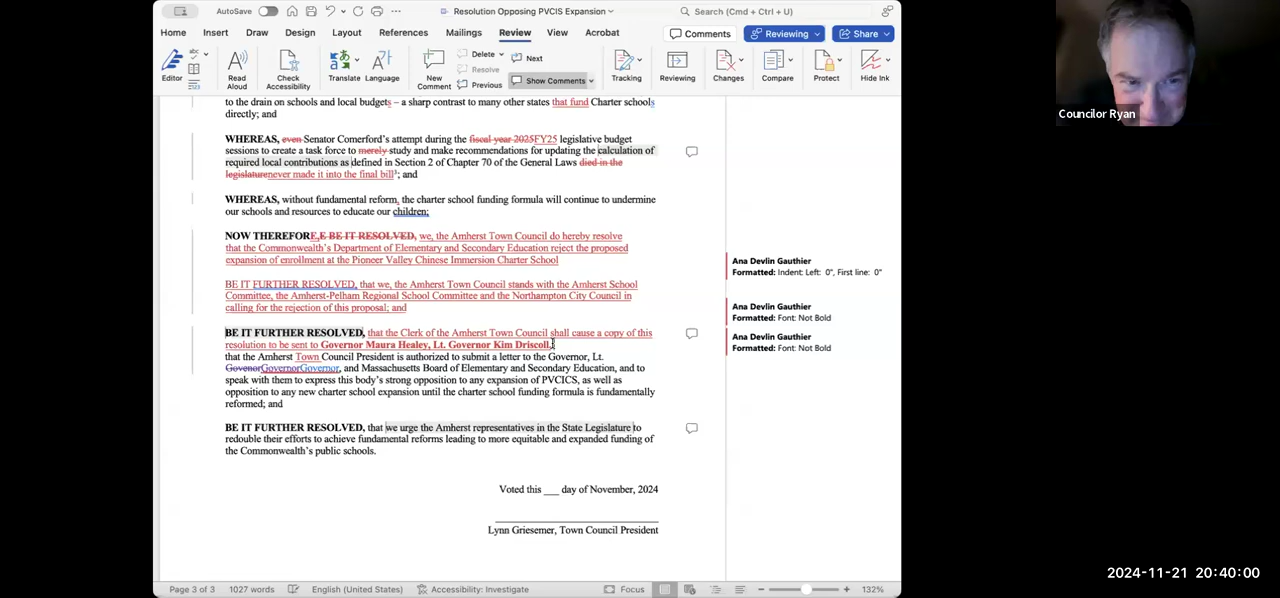 AutoSave
Resolution Opposing PVCIS Expansion
Search (Cmd + Ctrl + U)
Home Insert Draw Design Layout References Mailings Review View Acrobat Comments Reviewing Share
Editor Read Aloud Check Accessibility Translate Language New Comment Delete Resolve Previous Next Show Comments Tracking Reviewing Changes Compare Protect Hide Ink
to the drain on schools and local budgets – a sharp contrast to many other states that fund Charter schools
directly; and
WHEREAS, even Senator Comerford's attempt during the fiscal year 2025FY25 legislative budget
sessions to create a task force to merely study and make recommendations for updating the calculation of
required local contributions as defined in Section 2 of Chapter 70 of the General Laws died in the
legislaturenever made it into the final bill; and
WHEREAS, without fundamental reform, the charter school funding formula will continue to undermine
our schools and resources to educate our children;
NOW THEREFORE,E BE IT RESOLVED, we, the Amherst Town Council do hereby resolve
that the Commonwealth's Department of Elementary and Secondary Education reject the proposed
expansion of enrollment at the Pioneer Valley Chinese Immersion Charter School
BE IT FURTHER RESOLVED, that we, the Amherst Town Council stands with the Amherst School
Committee, the Amherst-Pelham Regional School Committee and the Northampton City Council in
calling for the rejection of this proposal; and
BE IT FURTHER RESOLVED, that the Clerk of the Amherst Town Council shall cause a copy of this
resolution to be sent to Governor Maura Healey, Lt. Governor Kim Driscoll,
that the Amherst Town Council President is authorized to submit a letter to the Governor, Lt.
GovenorGovernorGovernor, and Massachusetts Board of Elementary and Secondary Education, and to
speak with them to express this body's strong opposition to any expansion of PVCICS, as well as
opposition to any new charter school expansion until the charter school funding formula is fundamentally
reformed; and
BE IT FURTHER RESOLVED, that we urge the Amherst representatives in the State Legislature to
redouble their efforts to achieve fundamental reforms leading to more equitable and expanded funding of
the Commonwealth's public schools.
Voted this ___ day of November, 2024
Lynn Griesemer, Town Council President
Ana Devlin Gauthier
Formatted: Indent: Left: 0", First line: 0"
Ana Devlin Gauthier
Formatted: Font: Not Bold
Ana Devlin Gauthier
Formatted: Font: Not Bold
Page 3 of 3 1027 words English (United States) Accessibility: Investigate Focus 132%
Councilor Ryan
2024-11-21 20:40:00